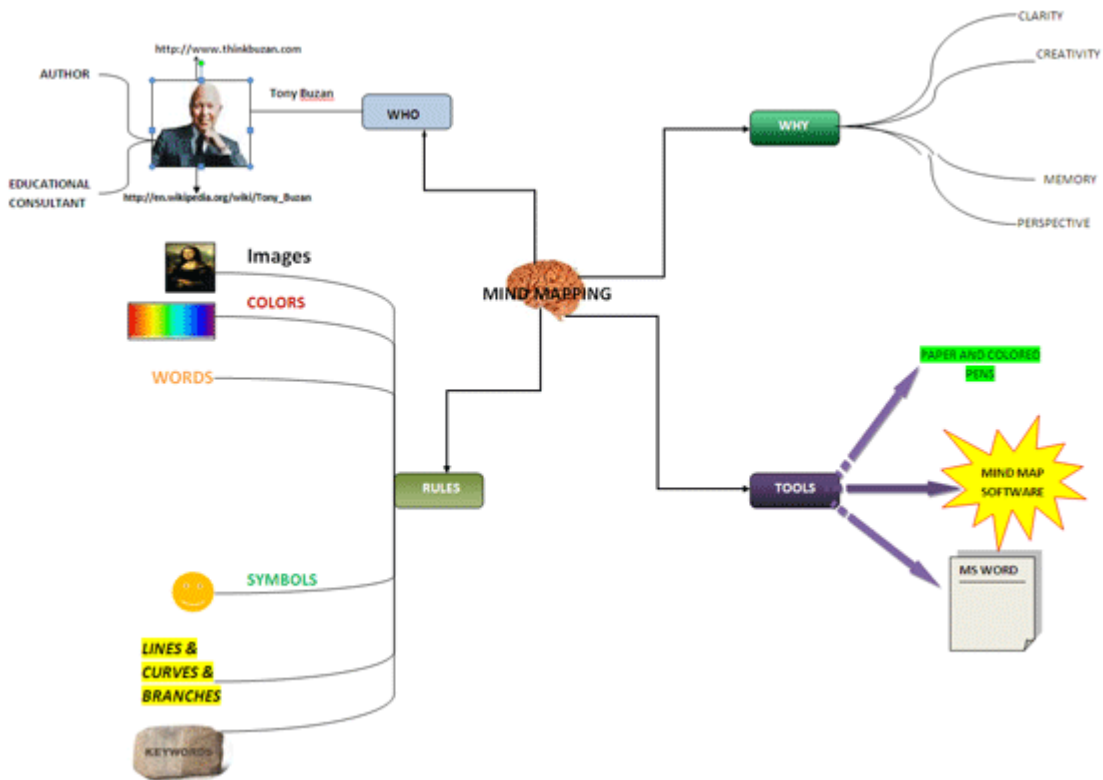 http://www.thinkbuzan.com
AUTHOR
Tony Buzan
WHO
EDUCATIONAL
CONSULTANT
http://en.wikipedia.org/wiki/Tony_Buzan
CLARITY
CREATIVITY
WHY
MEMORY
PERSPECTIVE
MIND MAPPING
Images
COLORS
WORDS
RULES
SYMBOLS
LINES &
CURVES &
BRANCHES
KEYWORDS
PAPER AND COLORED
PENS
TOOLS
MIND MAP
SOFTWARE
MS WORD